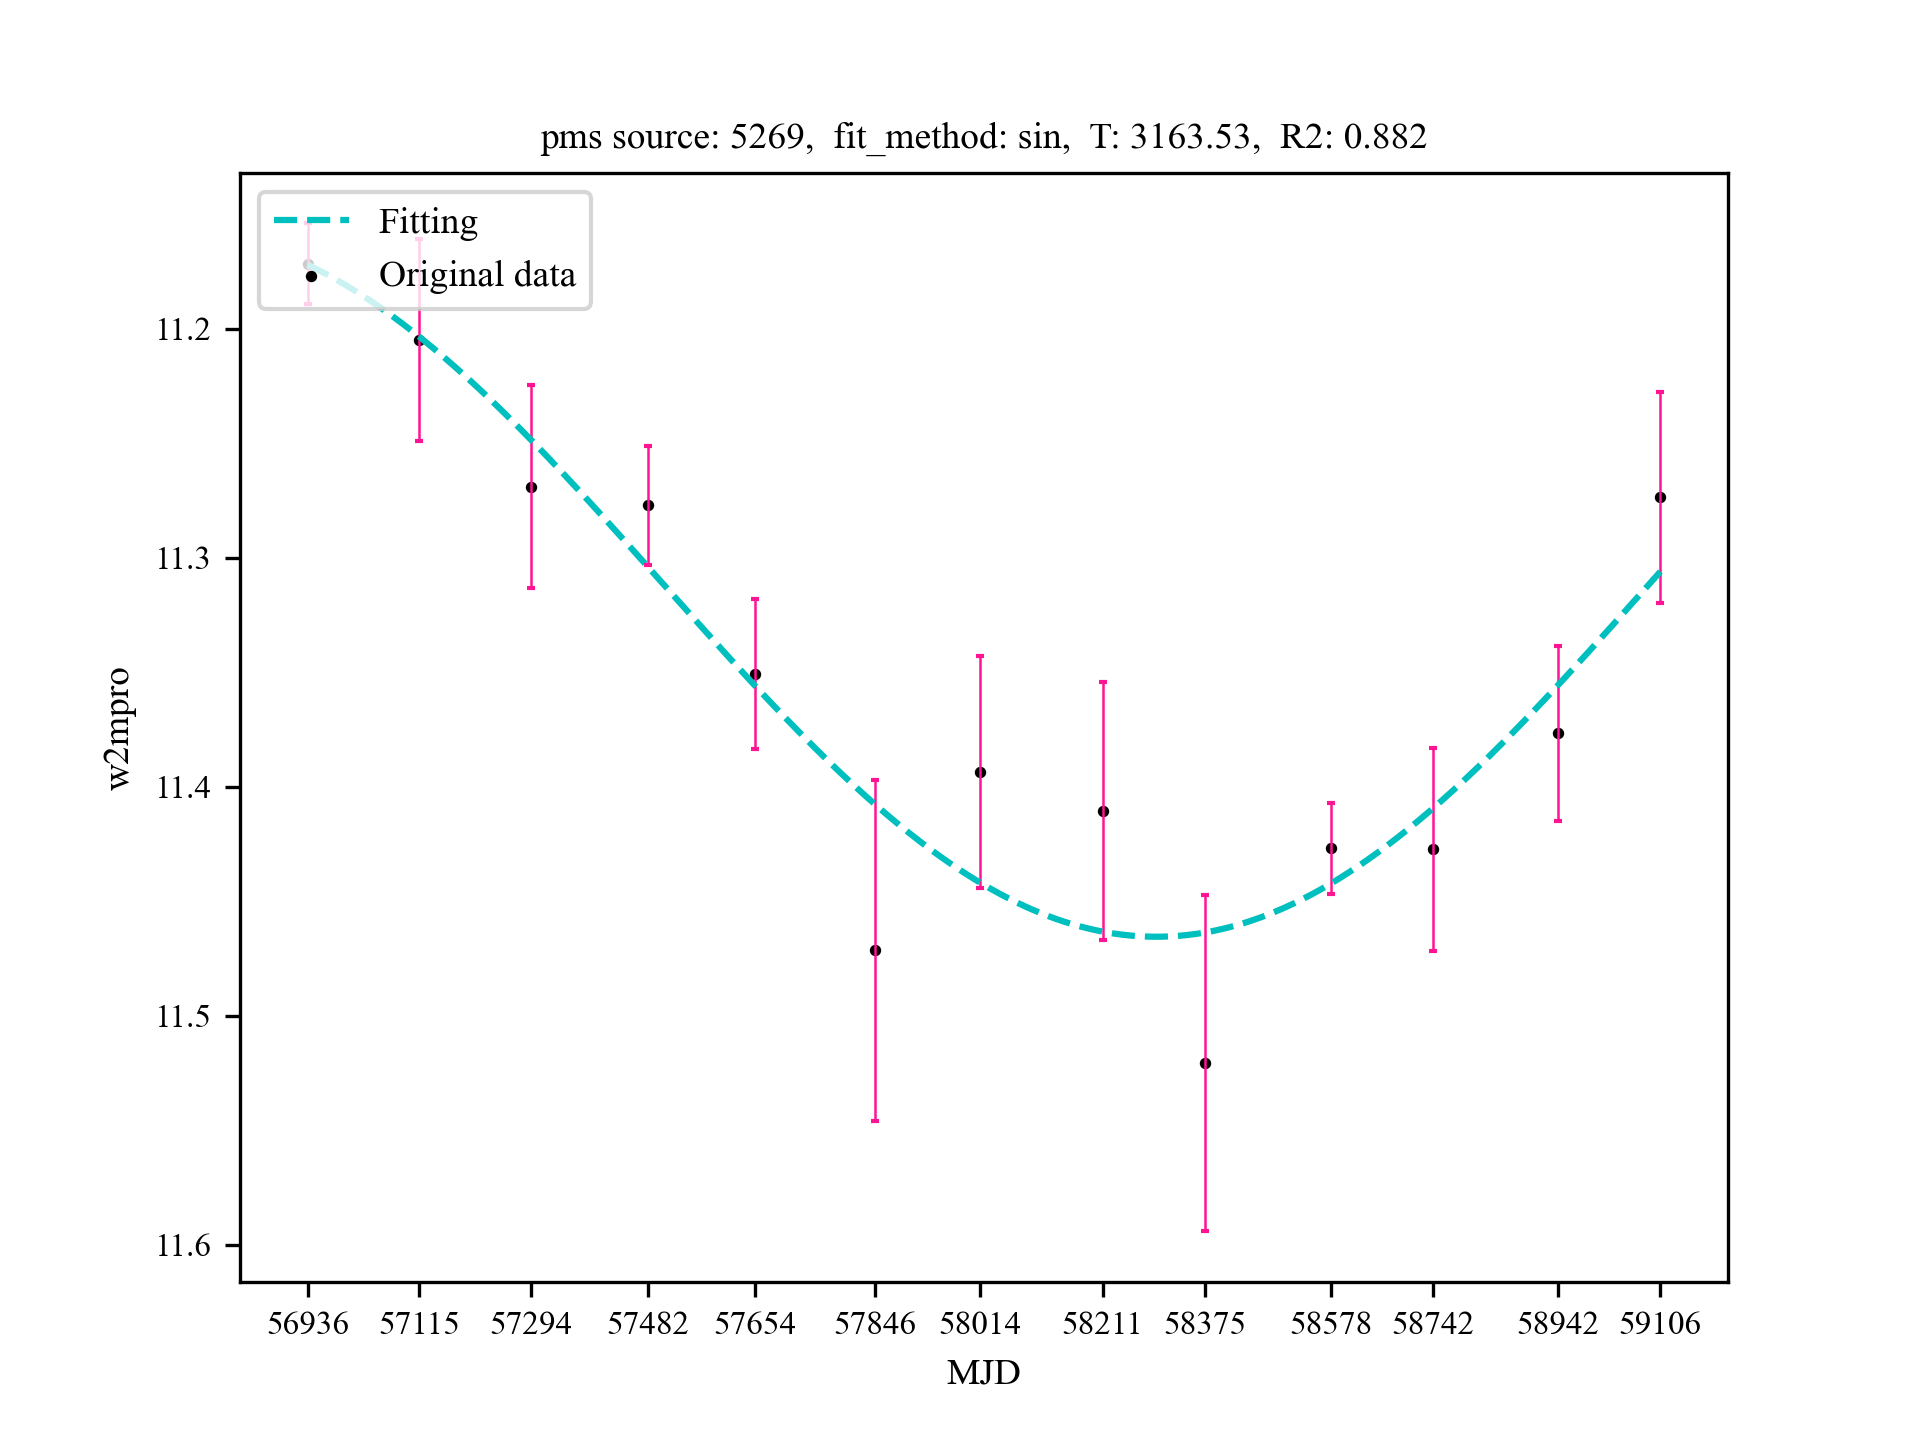 pms source: 5269, fit_method: sin, T: 3163.53, R2: 0.882
Fitting
Original data
11.2
11.3
11.4
11.5
11.6
w2mpro
56936 57115 57294 57482 57654 57846 58014 58211 58375 58578 58742 58942 59106
MJD